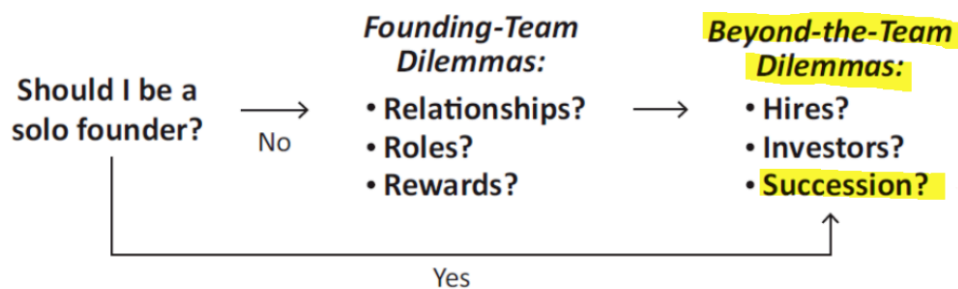 Should I be a
solo founder?
No
Founding-Team
Dilemmas:
• Relationships?
• Roles?
• Rewards?
Beyond-the-Team
Dilemmas:
• Hires?
• Investors?
• Succession?
Yes